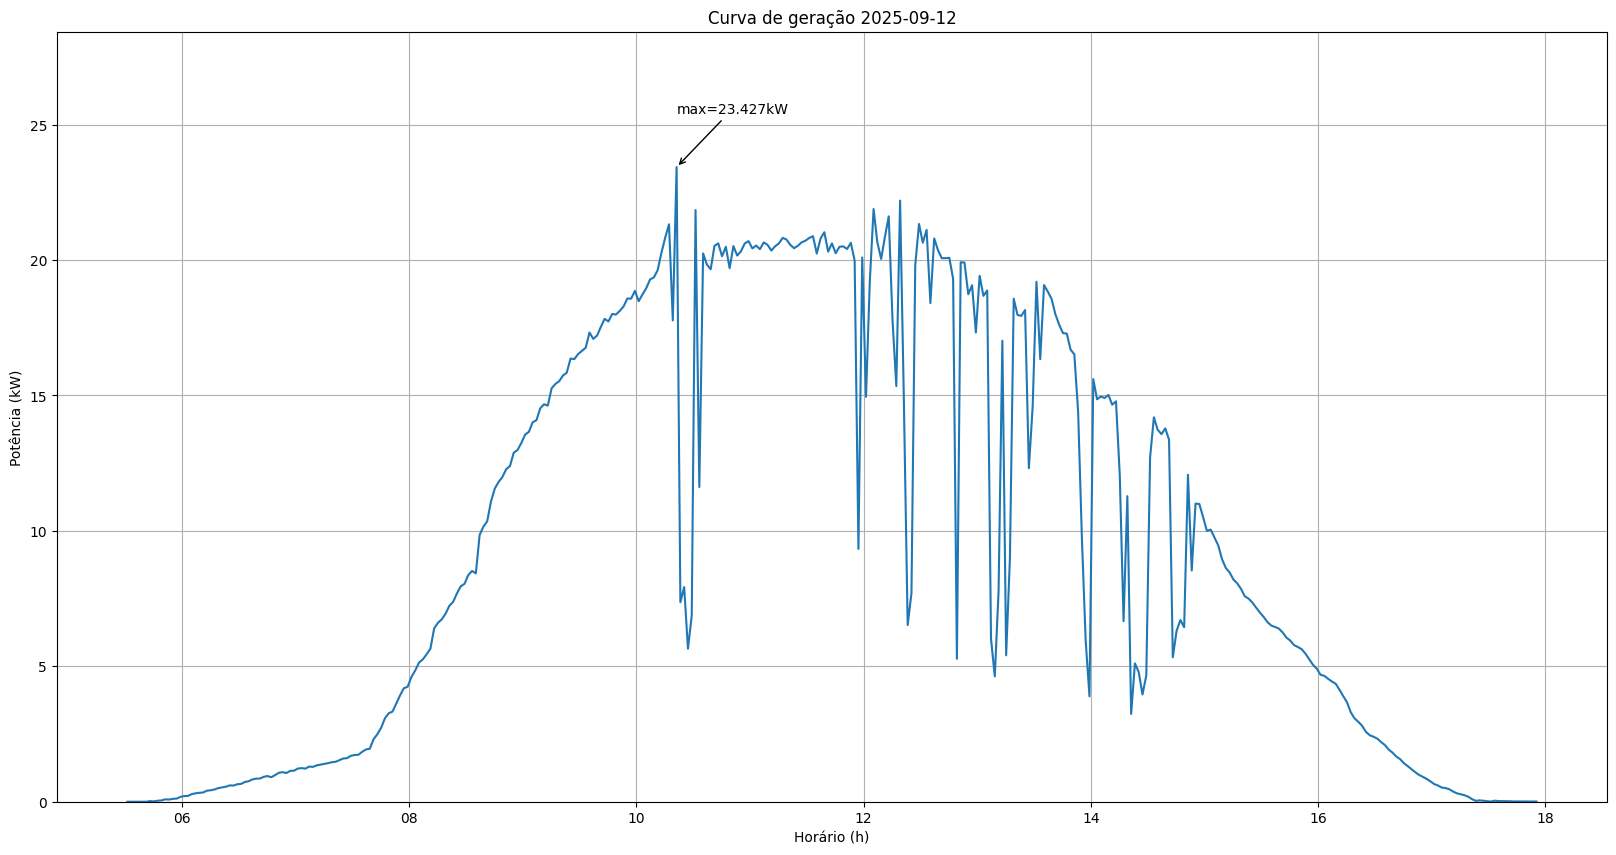 Curva de geração 2025-09-12
max=23.427kW
25
20
15
10
5
0
Potência (kW)
06 08 10 12 14 16 18
Horário (h)